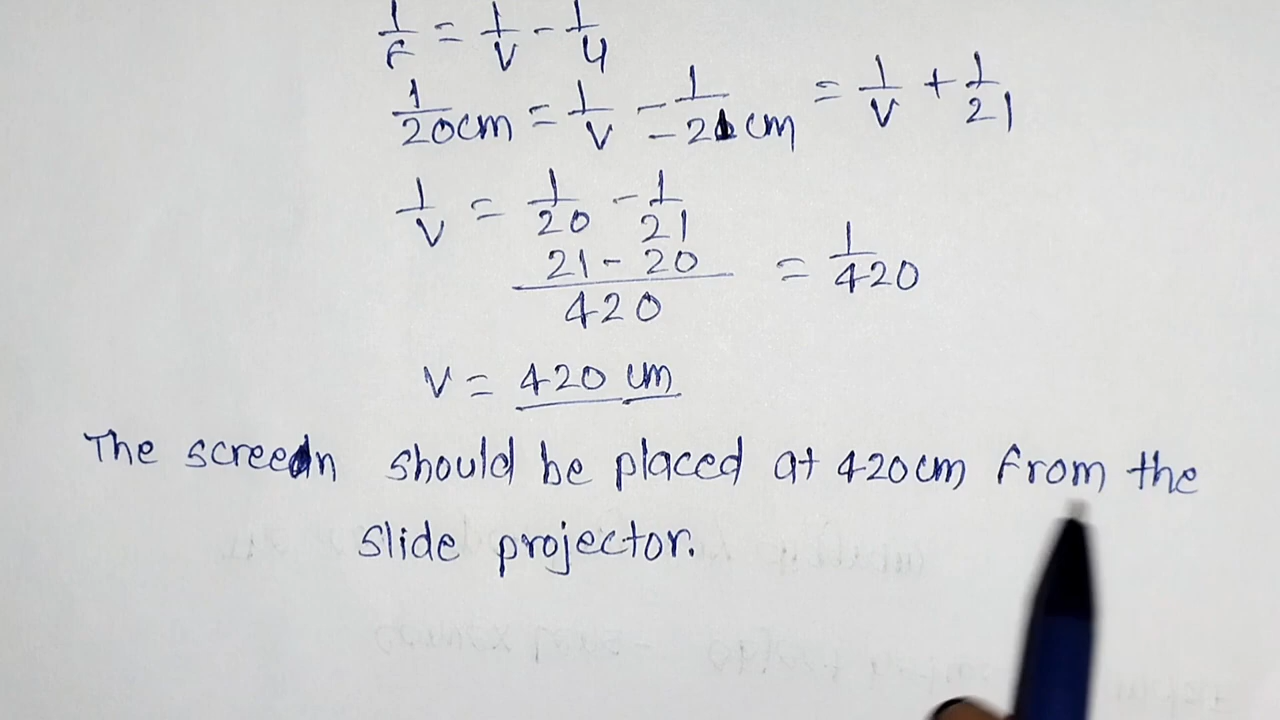 1/F = 1/V - 1/u
1/20cm = 1/V - 1/-21cm = 1/V + 1/21
1/V = 1/20 - 1/21
21 - 20/420 = 1/420
V = 420 cm
The screen should be placed at 420cm from the
slide projector.